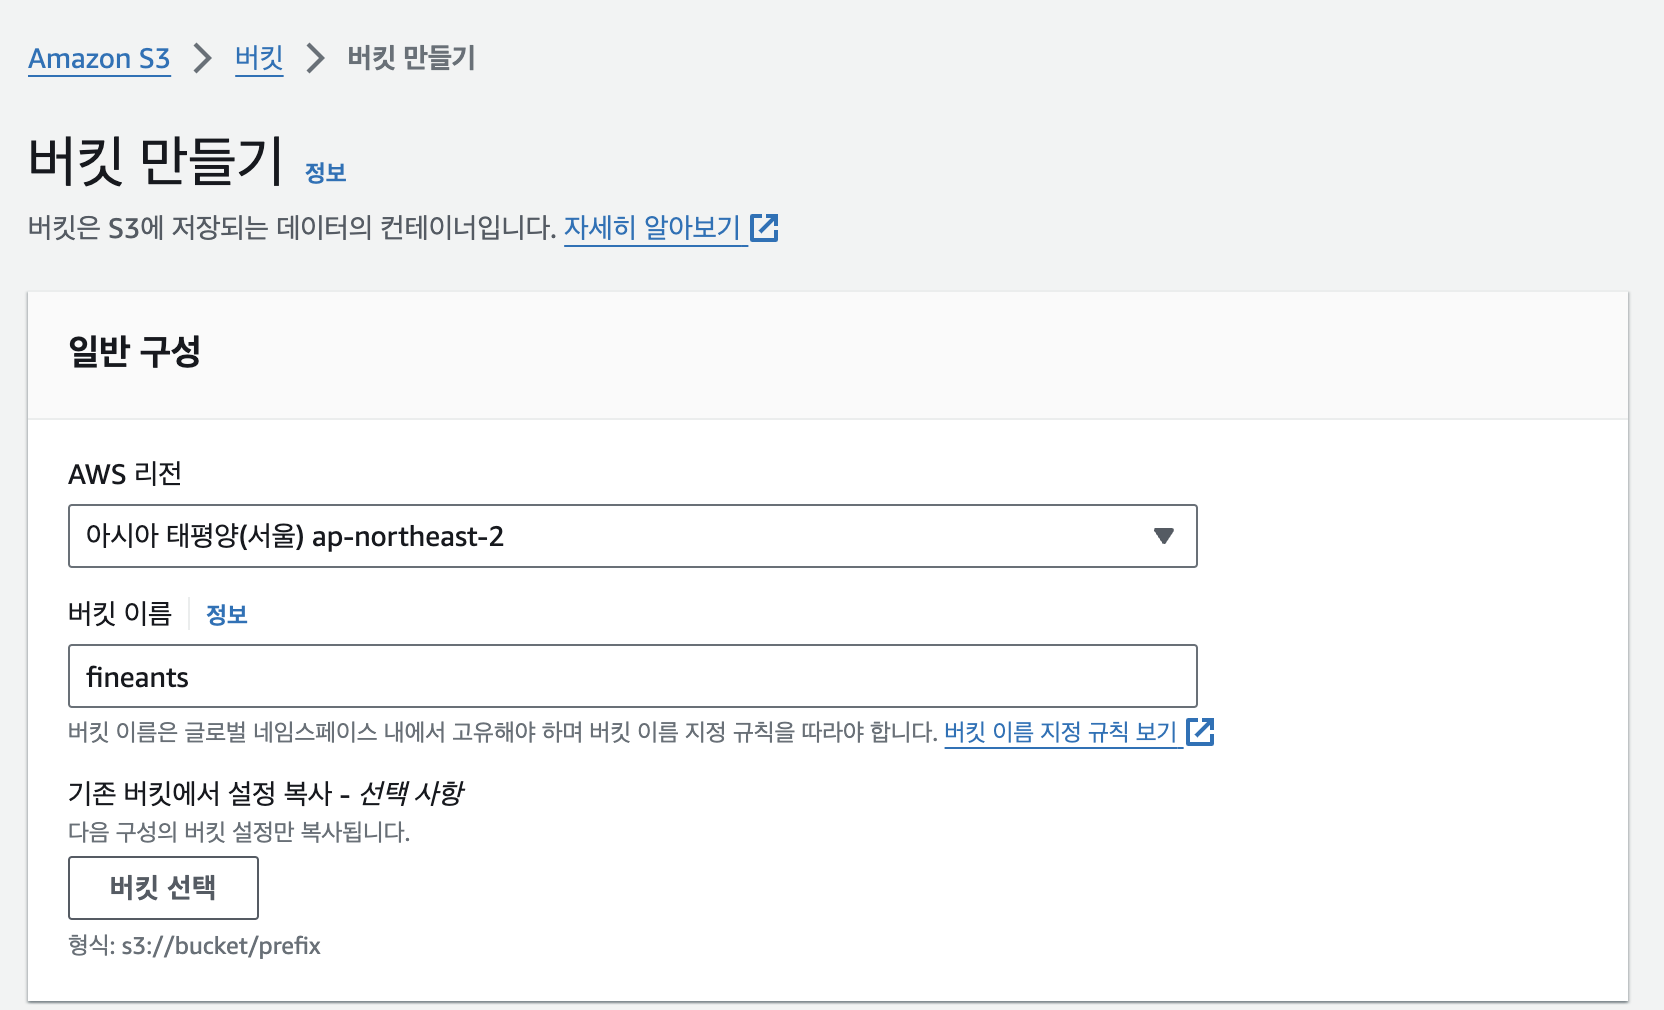 Amazon S3 > 버킷 > 버킷 만들기
버킷 만들기 정보
버킷은 S3에 저장되는 데이터의 컨테이너입니다. 자세히 알아보기
일반 구성
AWS 리전
아시아 태평양(서울) ap-northeast-2
버킷 이름 정보
fineants
버킷 이름은 글로벌 네임스페이스 내에서 고유해야 하며 버킷 이름 지정 규칙을 따라야 합니다. 버킷 이름 지정 규칙 보기
기존 버킷에서 설정 복사 - 선택 사항
다음 구성의 버킷 설정만 복사됩니다.
버킷 선택
형식: s3://bucket/prefix